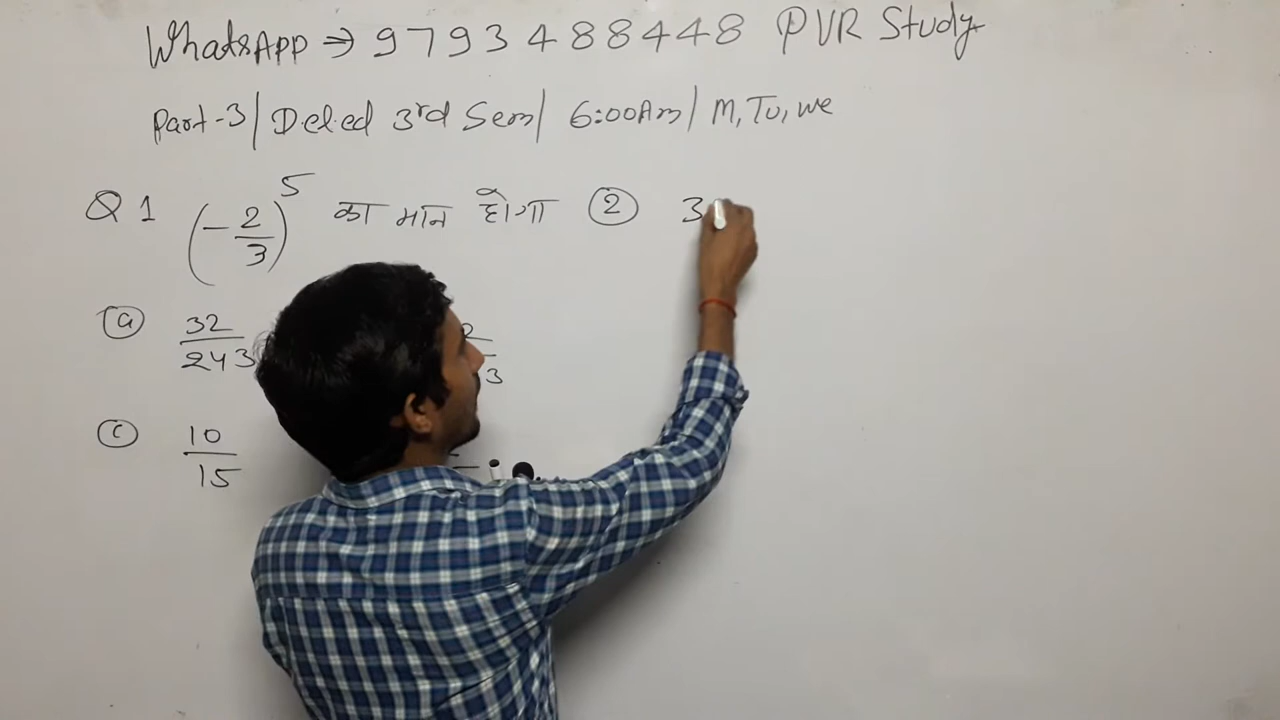 WhatsApp ⇒ 9793488448 PVR Study
Part-3 / D.el.ed 3rd Sem / 6:00Am / M, Tu, we
Q 1 (-2/3)^5 का मान होगा
(a) 32/243
(c) 10/15
(2) 3